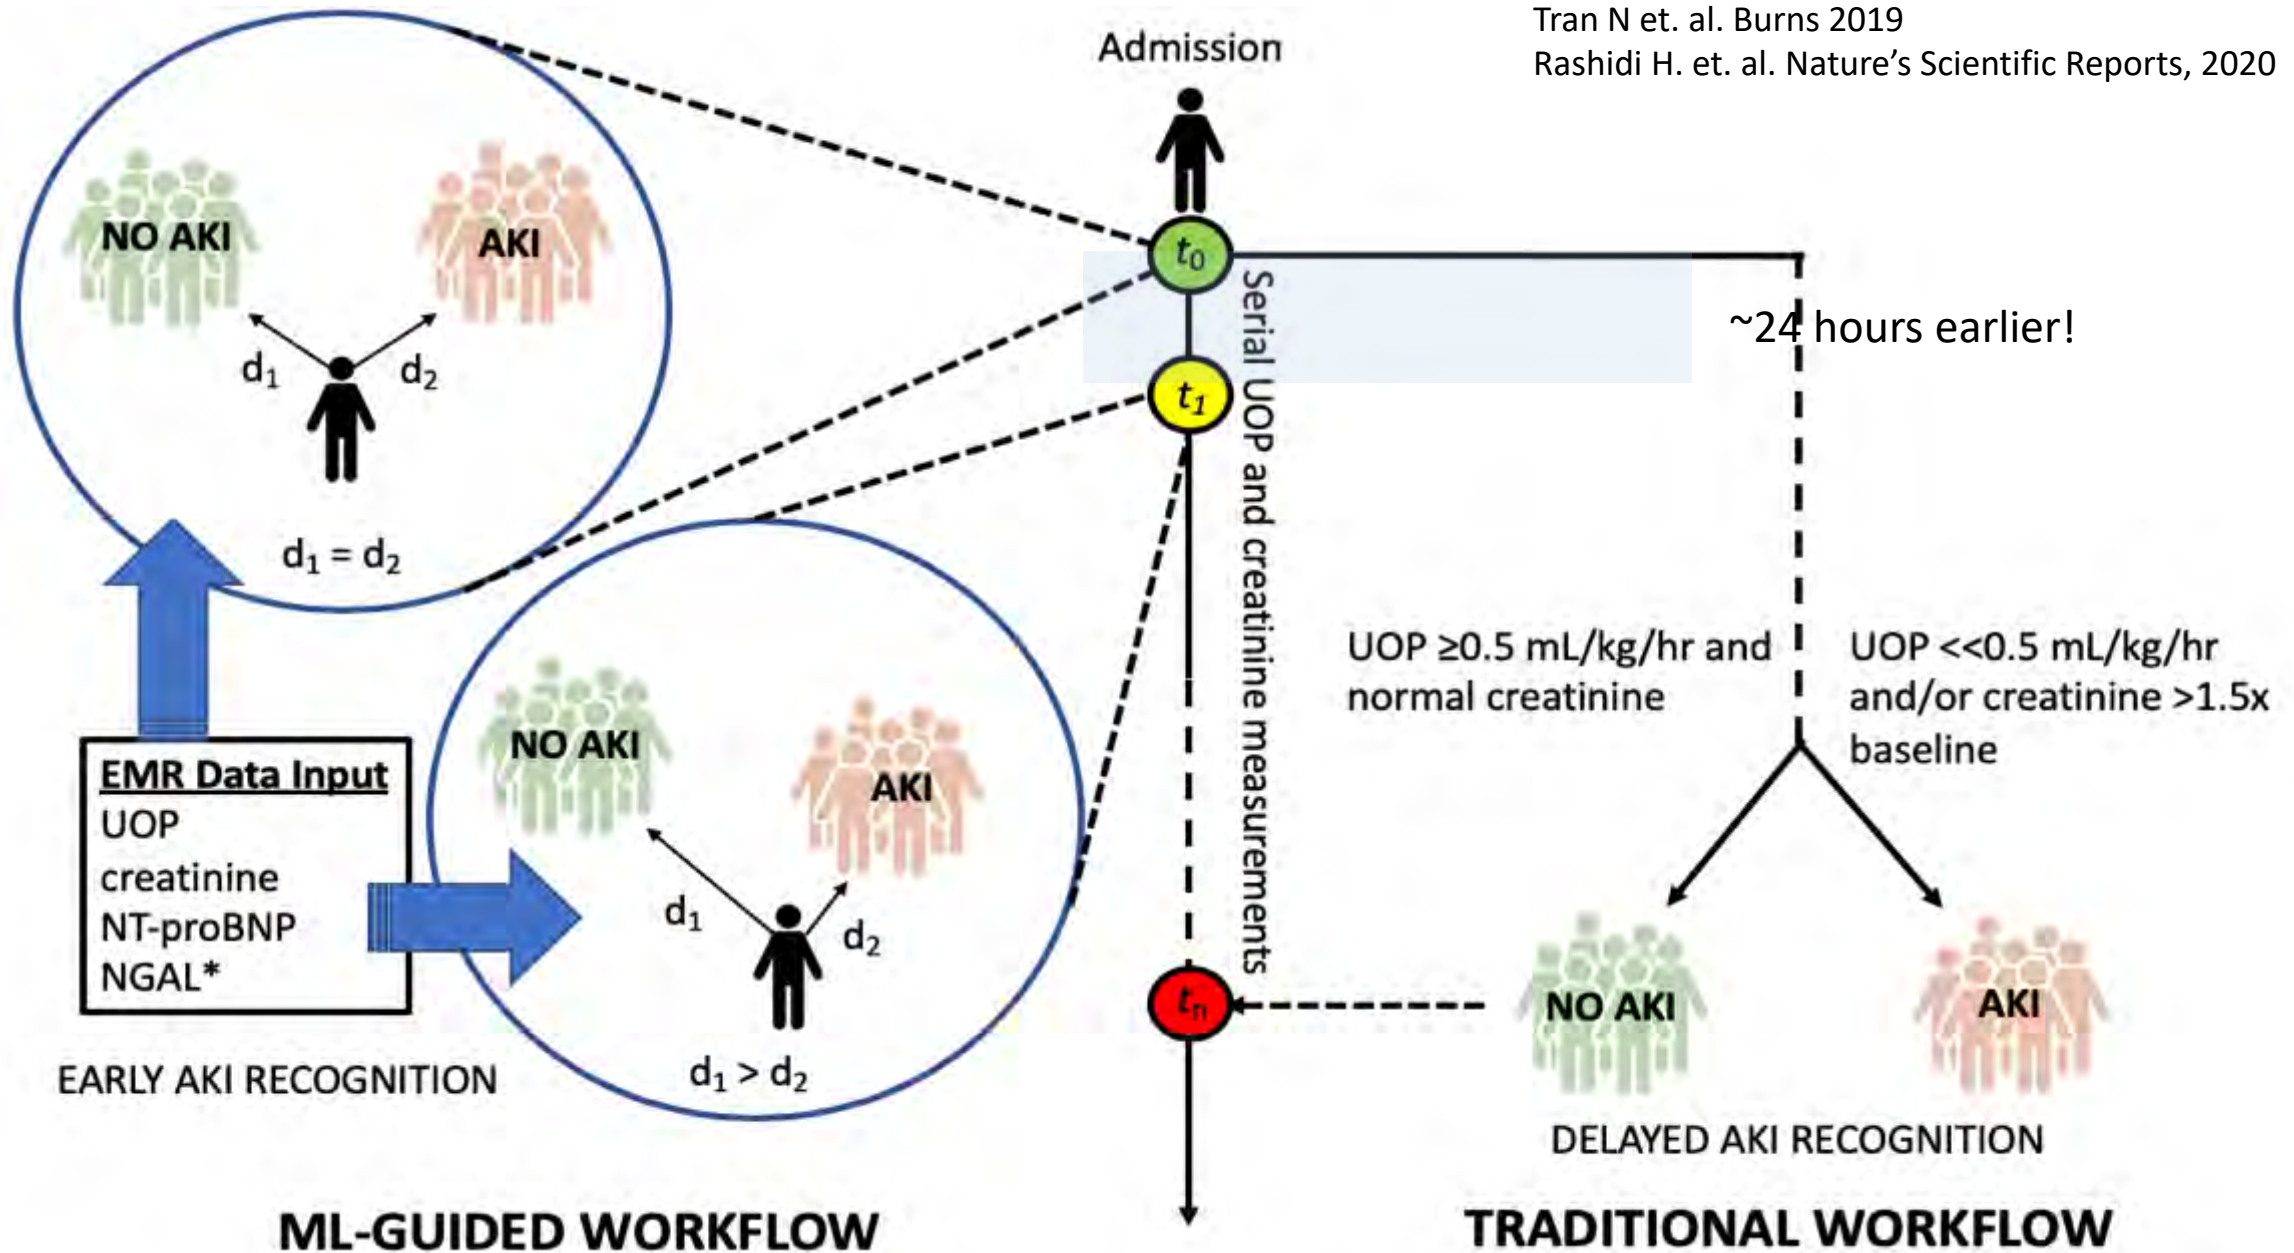 Tran N et. al. Burns 2019
Rashidi H. et. al. Nature’s Scientific Reports, 2020
Admission
NO AKI
AKI
d₁
d₂
d₁ = d₂
t₀
t₁
tₙ
Serial UOP and creatinine measurements
~24 hours earlier!
EMR Data Input
UOP
creatinine
NT-proBNP
NGAL*
NO AKI
AKI
d₁
d₂
d₁ > d₂
EARLY AKI RECOGNITION
ML-GUIDED WORKFLOW
UOP ≥0.5 mL/kg/hr and
normal creatinine
UOP <<0.5 mL/kg/hr
and/or creatinine >1.5x
baseline
NO AKI
AKI
DELAYED AKI RECOGNITION
TRADITIONAL WORKFLOW